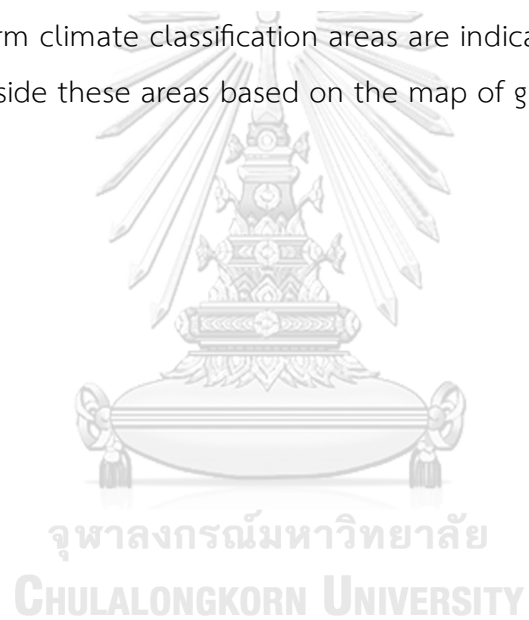 rm climate classification areas are indica
side these areas based on the map of g
จุฬาลงกรณ์มหาวิทยาลัย
CHULALONGKORN UNIVERSITY